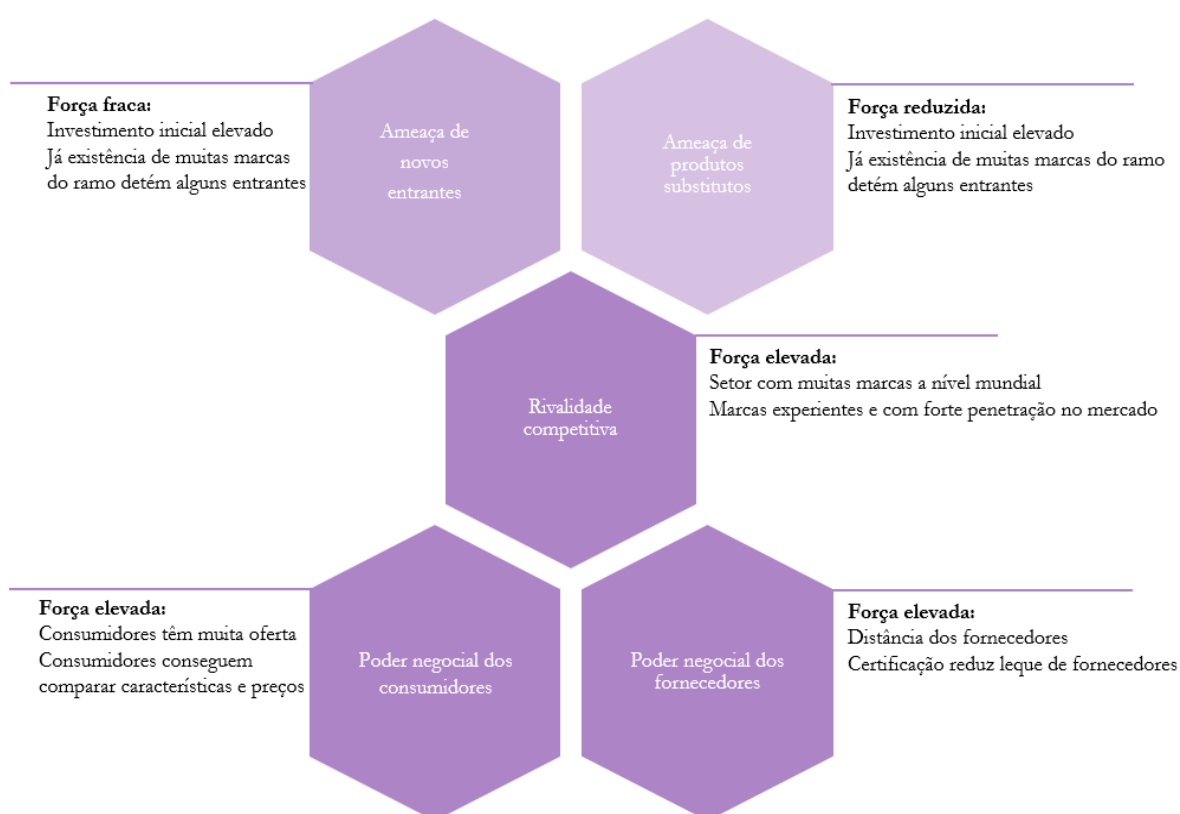 Força fraca:
Investimento inicial elevado
Já existência de muitas marcas
do ramo detém alguns entrantes
Ameaça de
novos
entrantes
Ameaça de
produtos
substitutos
Força reduzida:
Investimento inicial elevado
Já existência de muitas marcas do ramo
detém alguns entrantes
Rivalidade
competitiva
Força elevada:
Setor com muitas marcas a nível mundial
Marcas experientes e com forte penetração no mercado
Força elevada:
Consumidores têm muita oferta
Consumidores conseguem
comparar características e preços
Poder negocial dos
consumidores
Poder negocial dos
fornecedores
Força elevada:
Distância dos fornecedores
Certificação reduz leque de fornecedores